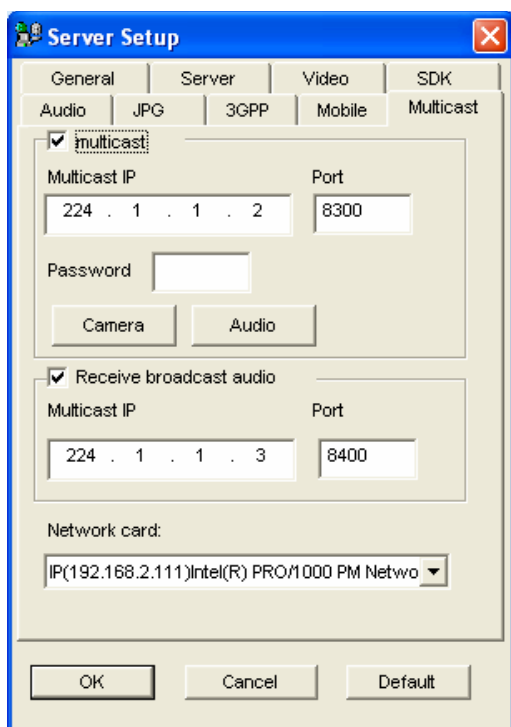 Server Setup
General Server Video SDK
Audio JPG 3GPP Mobile Multicast
multicast
Multicast IP Port
224 . 1 . 1 . 2 8300
Password
Camera Audio
Receive broadcast audio
Multicast IP Port
224 . 1 . 1 . 3 8400
Network card:
IP(192.168.2.111)Intel(R) PRO/1000 PM Netwo
OK Cancel Default